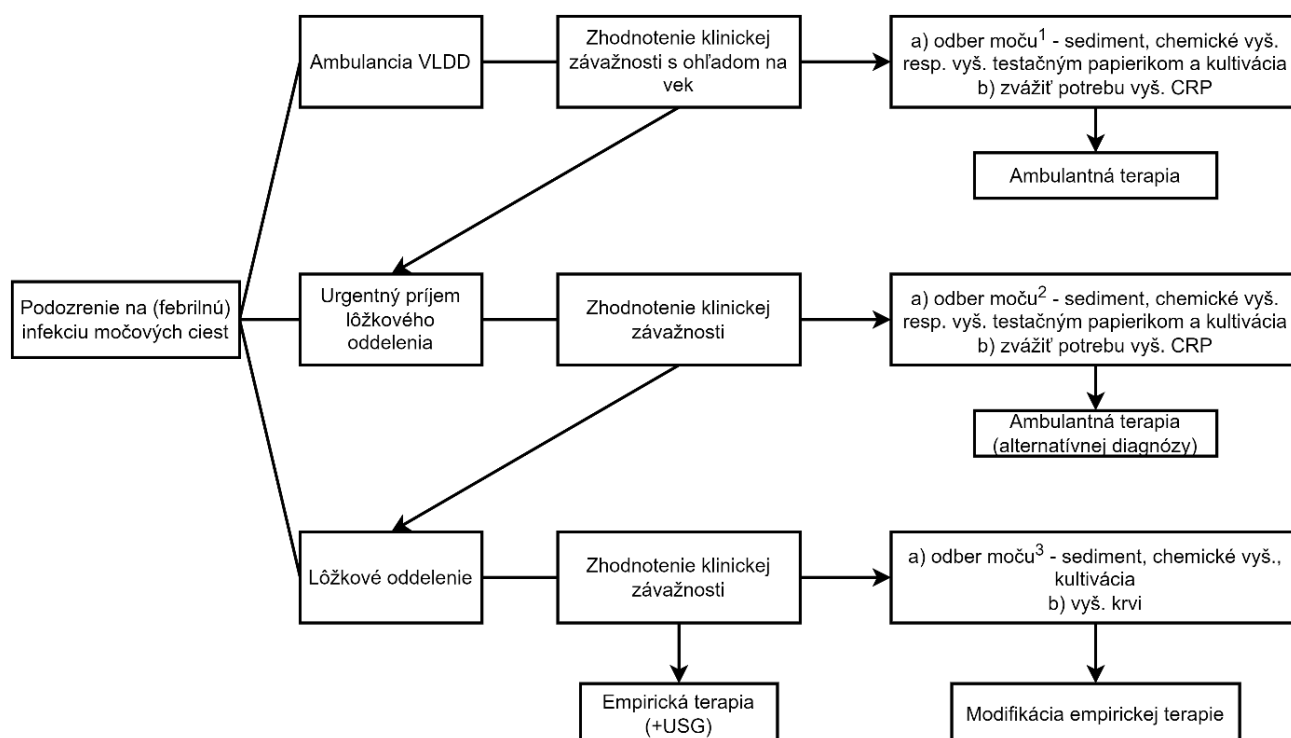 Ambulancia VLDD
Zhodnotenie klinickej
závažnosti s ohľadom na
vek
a) odber moču¹ - sediment, chemické vyš.
resp. vyš. testačným papierikom a kultivácia
b) zvážiť potrebu vyš. CRP
Ambulantná terapia
Podozrenie na (febrilnú)
infekciu močových ciest
Urgentný príjem
lôžkového
oddelenia
Zhodnotenie klinickej
závažnosti
a) odber moču² - sediment, chemické vyš.
resp. vyš. testačným papierikom a kultivácia
b) zvážiť potrebu vyš. CRP
Ambulantná terapia
(alternatívnej diagnózy)
Lôžkové oddelenie
Zhodnotenie klinickej
závažnosti
a) odber moču³ - sediment, chemické vyš.,
kultivácia
b) vyš. krvi
Empirická terapia
(+USG)
Modifikácia empirickej terapie